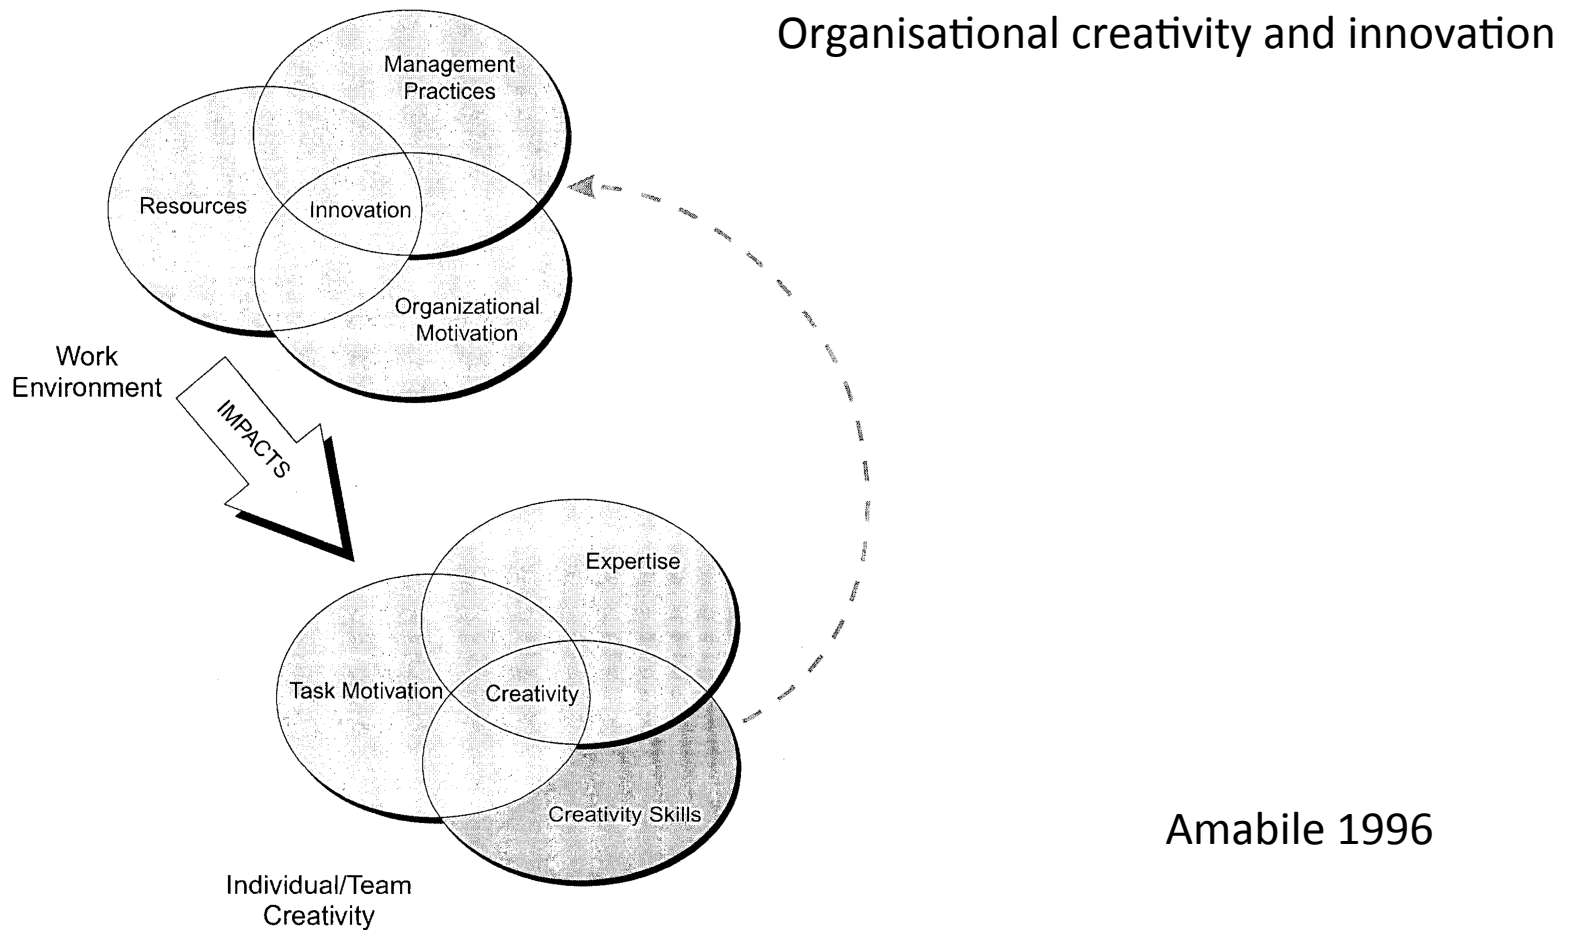 Organisational creativity and innovation
Management
Practices
Resources
Innovation
Organizational
Motivation
Work
Environment
IMPACTS
Expertise
Task Motivation
Creativity
Creativity Skills
Amabile 1996
Individual/Team
Creativity